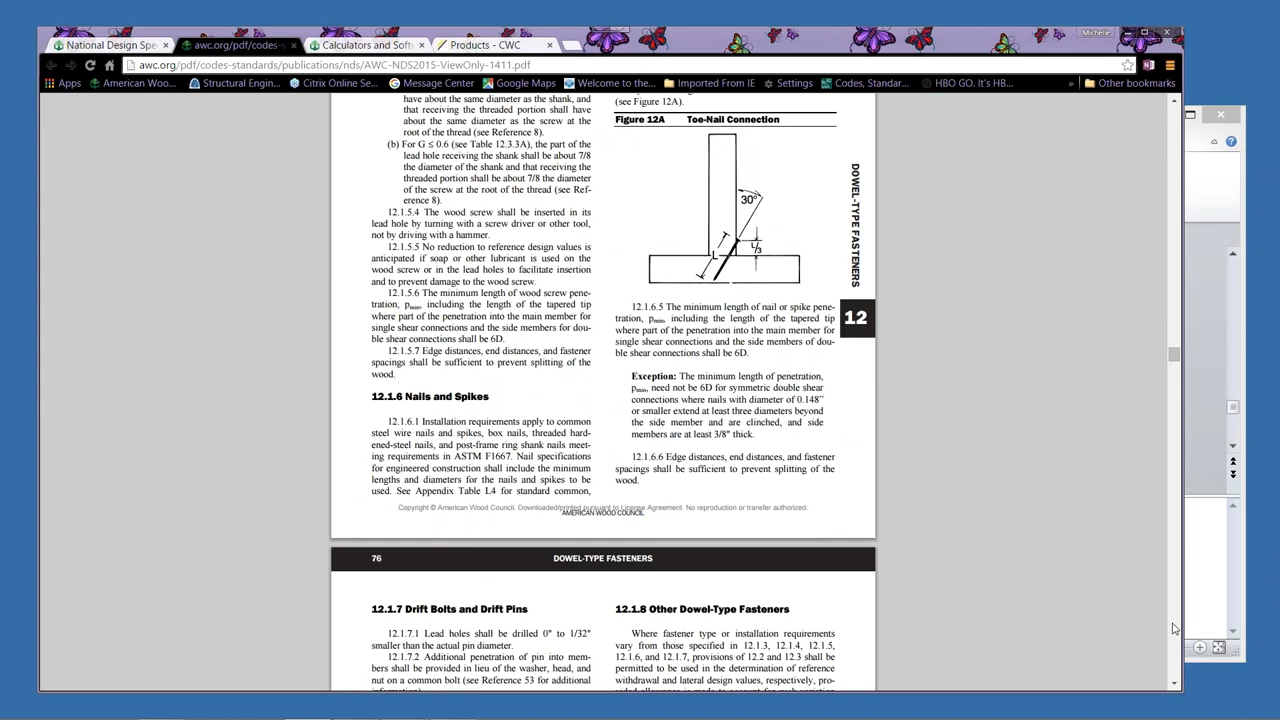 Michelle
National Design Spe
awc.org/pdf/codes-
Calculators and Soft
Products - CWC
awc.org/pdf/codes-standards/publications/nds/AWC-NDS2015-ViewOnly-1411.pdf
Apps
American Woo...
Structural Engin...
Citrix Online Se...
Message Center
Google Maps
Welcome to the...
Imported From IE
Settings
Codes, Standar...
HBO GO. It's HB...
»
Other bookmarks
have about the same diameter as the shank, and
that receiving the threaded portion shall have
about the same diameter as the screw at the
root of the thread (see Reference 8).
(b) For G ≤ 0.6 (see Table 12.3.3A), the part of the
lead hole receiving the shank shall be about 7/8
the diameter of the shank and that receiving the
threaded portion shall be about 7/8 the diameter
of the screw at the root of the thread (see Ref-
erence 8).
12.1.5.4 The wood screw shall be inserted in its
lead hole by turning with a screw driver or other tool,
not by driving with a hammer.
12.1.5.5 No reduction to reference design values is
anticipated if soap or other lubricant is used on the
wood screw or in the lead holes to facilitate insertion
and to prevent damage to the wood screw.
12.1.5.6 The minimum length of wood screw pene-
tration, pmin, including the length of the tapered tip
where part of the penetration into the main member for
single shear connections and the side members for dou-
ble shear connections shall be 6D.
12.1.5.7 Edge distances, end distances, and fastener
spacings shall be sufficient to prevent splitting of the
wood.
12.1.6 Nails and Spikes
12.1.6.1 Installation requirements apply to common
steel wire nails and spikes, box nails, threaded hard-
ened-steel nails, and post-frame ring shank nails meet-
ing requirements in ASTM F1667. Nail specifications
for engineered construction shall include the minimum
lengths and diameters for the nails and spikes to be
used. See Appendix Table L4 for standard common,
(see Figure 12A).
Figure 12A Toe-Nail Connection
30°
L
L/3
12.1.6.5 The minimum length of nail or spike pene-
tration, pmin, including the length of the tapered tip
where part of the penetration into the main member for
single shear connections and the side members of dou-
ble shear connections shall be 6D.
Exception: The minimum length of penetration,
pmin, need not be 6D for symmetric double shear
connections where nails with diameter of 0.148"
or smaller extend at least three diameters beyond
the side member and are clinched, and side
members are at least 3/8" thick.
12.1.6.6 Edge distances, end distances, and fastener
spacings shall be sufficient to prevent splitting of the
wood.
DOWEL-TYPE FASTENERS
12
Copyright © American Wood Council. Downloaded/printed pursuant to License Agreement. No reproduction or transfer authorized.
AMERICAN WOOD COUNCIL
76
DOWEL-TYPE FASTENERS
12.1.7 Drift Bolts and Drift Pins
12.1.7.1 Lead holes shall be drilled 0" to 1/32"
smaller than the actual pin diameter.
12.1.7.2 Additional penetration of pin into mem-
bers shall be provided in lieu of the washer, head, and
nut on a common bolt (see Reference 53 for additional
information).
12.1.8 Other Dowel-Type Fasteners
Where fastener type or installation requirements
vary from those specified in 12.1.3, 12.1.4, 12.1.5,
12.1.6, and 12.1.7, provisions of 12.2 and 12.3 shall be
permitted to be used in the determination of reference
withdrawal and lateral design values, respectively, pro-
vided allowance is made to account for such variation